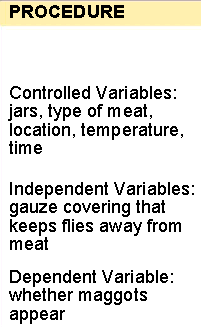 PROCEDURE
Controlled Variables:
jars, type of meat,
location, temperature,
time
Independent Variables:
gauze covering that
keeps flies away from
meat
Dependent Variable:
whether maggots
appear